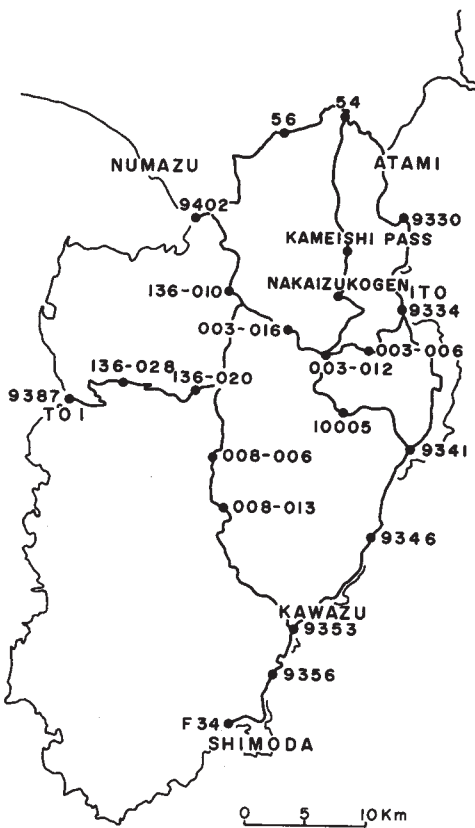 54
56
NUMAZU
ATAMI
9402
9330
KAMEISHI PASS
136-010
NAKAIZUKOGEN
ITO
9334
003-016
003-006
003-012
136-028
136-020
9387
TOI
10005
9341
008-006
008-013
9346
KAWAZU
9353
9356
F34
SHIMODA
0 5 10 Km